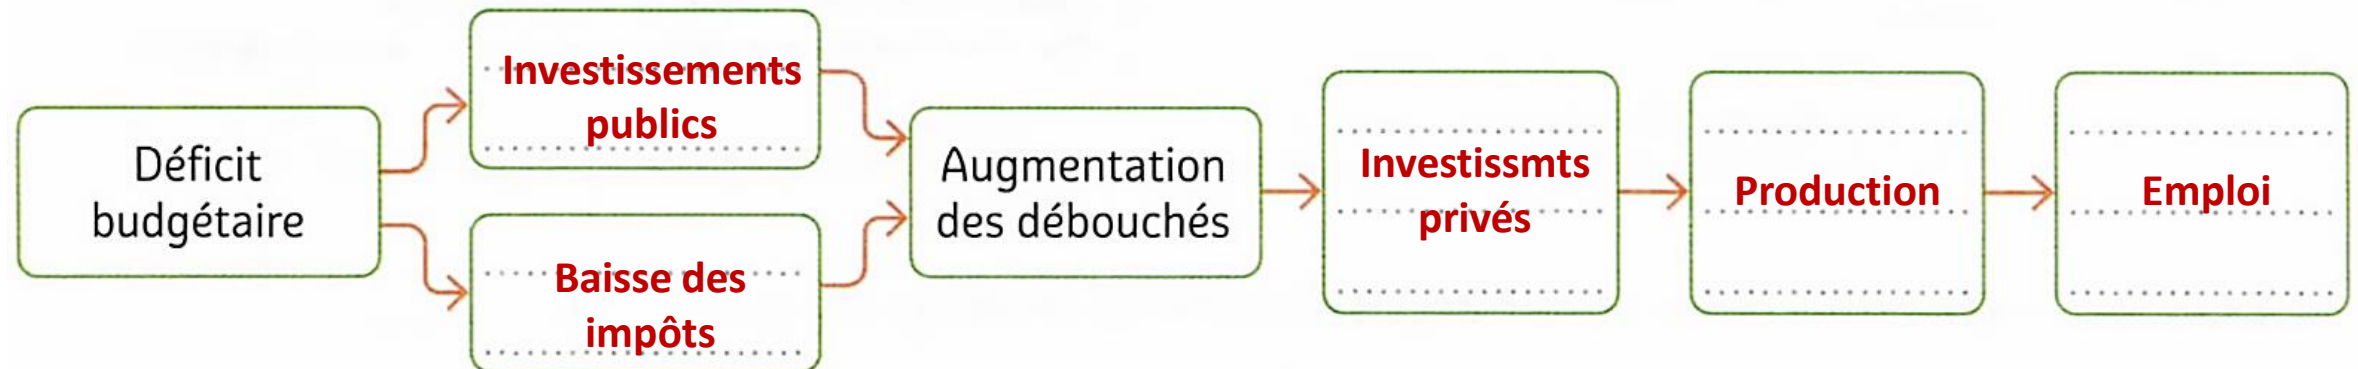 Déficit
budgétaire
Investissements
publics
Baisse des
impôts
Augmentation
des débouchés
Investissmts
privés
Production
Emploi